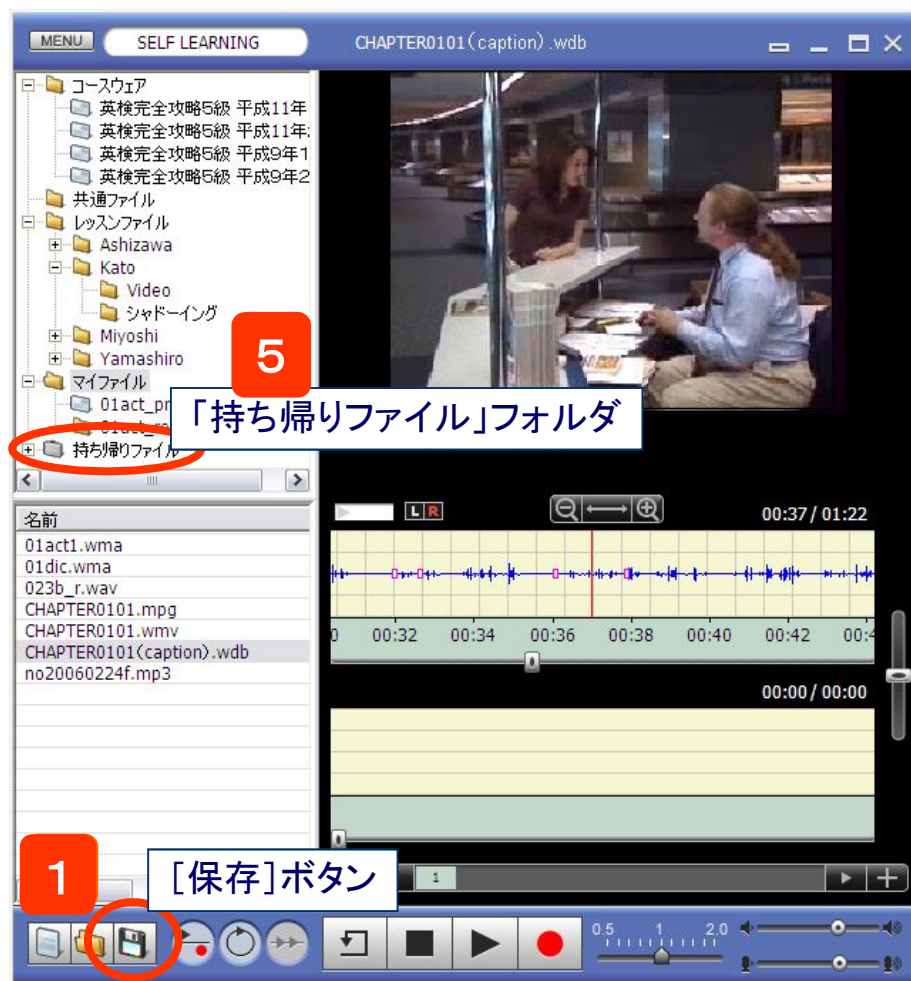 MENU
SELF LEARNING
CHAPTER0101(caption).wdb
コースウェア
英検完全攻略5級 平成11年
英検完全攻略5級 平成11年
英検完全攻略5級 平成9年1
英検完全攻略5級 平成9年2
共通ファイル
レッスンファイル
Ashizawa
Kato
Video
シャドーイング
Miyoshi
Yamashiro
マイファイル
01act_pr
持ち帰りファイル
5
「持ち帰りファイル」フォルダ
名前
01act1.wma
01dic.wma
023b_r.wav
CHAPTER0101.mpg
CHAPTER0101.wmv
CHAPTER0101(caption).wdb
no20060224f.mp3
L R
00:37 / 01:22
0 00:32 00:34 00:36 00:38 00:40 00:42 00:4
00:00 / 00:00
1
[保存]ボタン
1
0.5 1 2.0